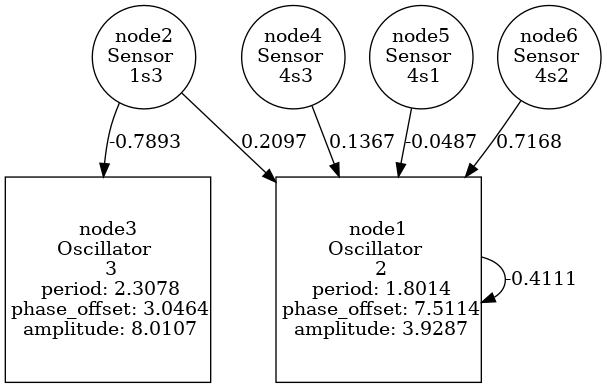 node2
Sensor
1s3
node4
Sensor
4s3
node5
Sensor
4s1
node6
Sensor
4s2
-0.7893
0.2097
0.1367
-0.0487
0.7168
node3
Oscillator
3
period: 2.3078
phase_offset: 3.0464
amplitude: 8.0107
node1
Oscillator
2
period: 1.8014
phase_offset: 7.5114
amplitude: 3.9287
-0.4111